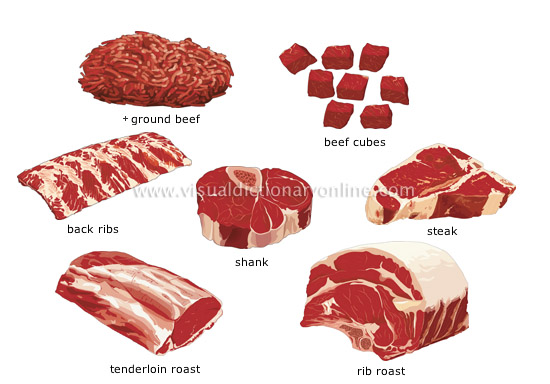 + ground beef
beef cubes
www.visualdictionaryonline.com
back ribs
shank
steak
tenderloin roast
rib roast